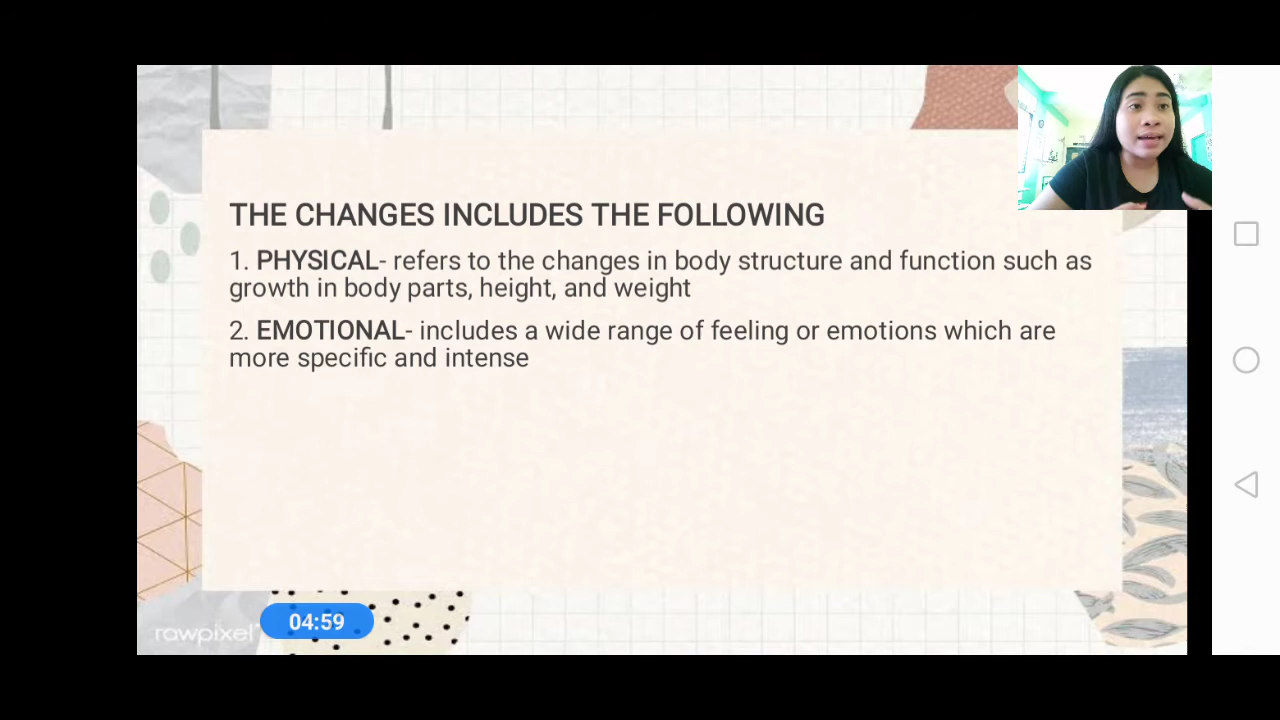 THE CHANGES INCLUDES THE FOLLOWING
1. PHYSICAL- refers to the changes in body structure and function such as
growth in body parts, height, and weight
2. EMOTIONAL- includes a wide range of feeling or emotions which are
more specific and intense
04:59
rawpixel